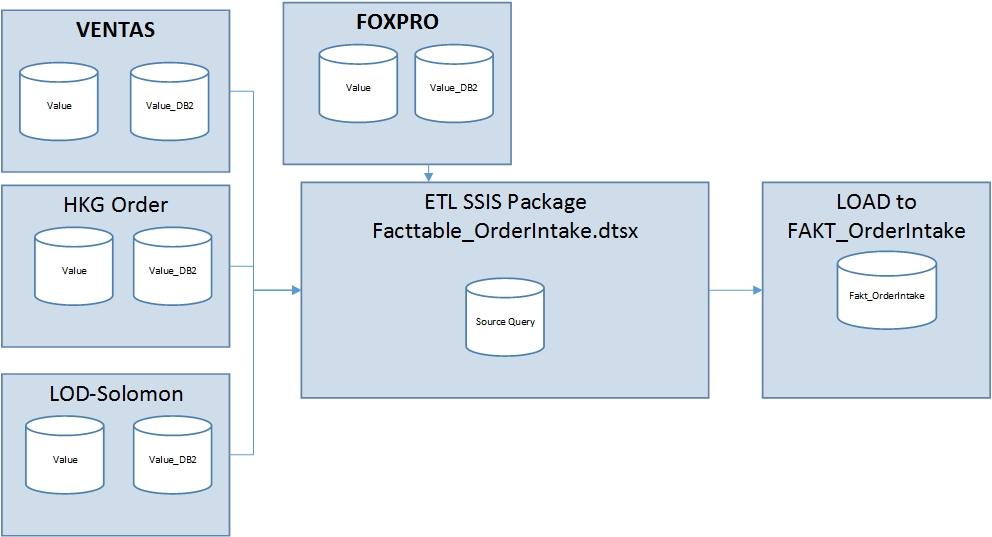 VENTAS
Value
Value_DB2
FOXPRO
Value
Value_DB2
HKG Order
Value
Value_DB2
LOD-Solomon
Value
Value_DB2
ETL SSIS Package
Facttable_OrderIntake.dtsx
Source Query
LOAD to
FAKT_OrderIntake
Fakt_OrderIntake